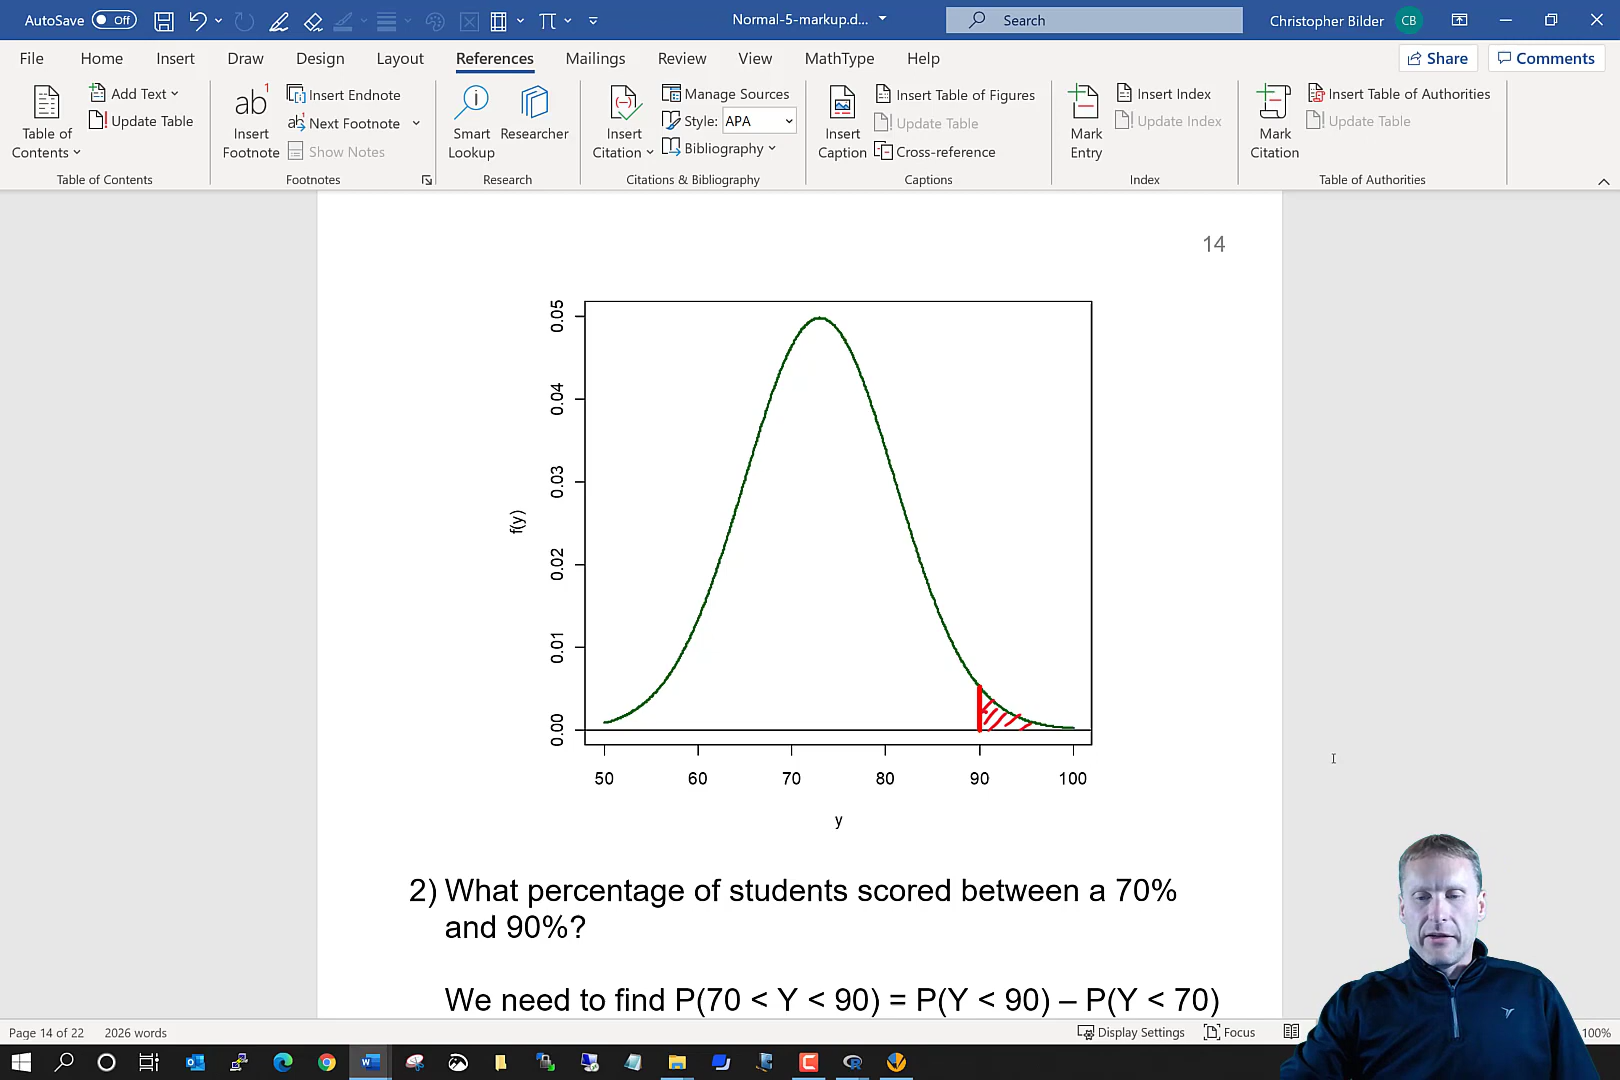 AutoSave Off Normal-5-markup.d... Search Christopher Bilder CB
File Home Insert Draw Design Layout References Mailings Review View MathType Help Share Comments
Table of Contents
Add Text
Update Table
Table of Contents
ab 1
Insert Footnote
Insert Endnote
ab Next Footnote
Show Notes
Footnotes
Smart Lookup
Researcher
Research
Insert Citation
Manage Sources
Style: APA
Bibliography
Citations & Bibliography
Insert Caption
Insert Table of Figures
Update Table
Cross-reference
Captions
Mark Entry
Insert Index
Update Index
Index
Mark Citation
Insert Table of Authorities
Update Table
Table of Authorities
14
0.05
0.04
0.03
0.02
0.01
0.00
f(y)
50 60 70 80 90 100
y
2) What percentage of students scored between a 70%
and 90%?
We need to find P(70 < Y < 90) = P(Y < 90) – P(Y < 70)
Page 14 of 22 2026 words Display Settings Focus 100%